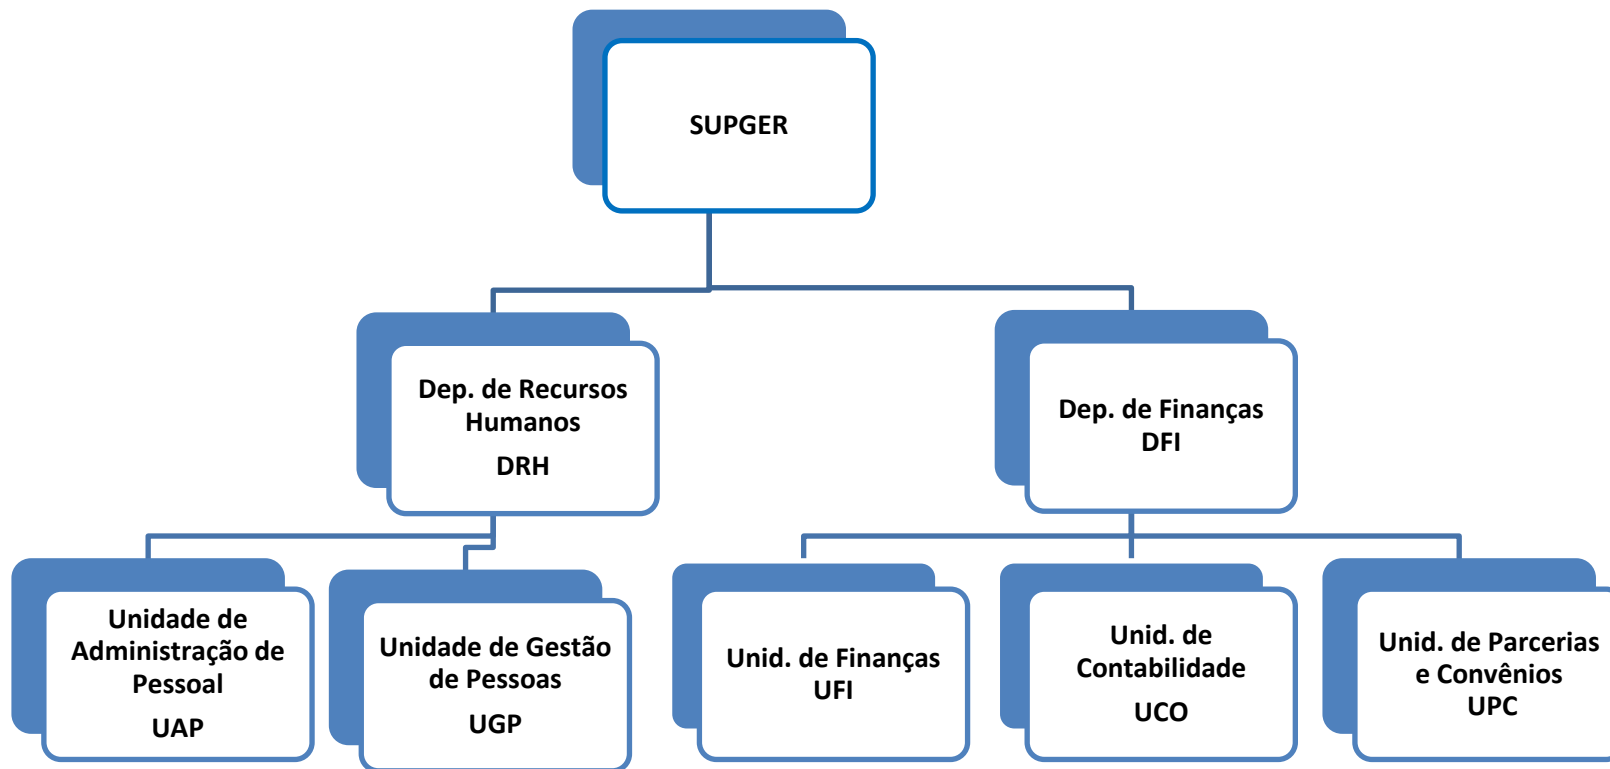 SUPGER
Dep. de Recursos
Humanos
DRH
Dep. de Finanças
DFI
Unidade de
Administração de
Pessoal
UAP
Unidade de Gestão
de Pessoas
UGP
Unid. de Finanças
UFI
Unid. de
Contabilidade
UCO
Unid. de Parcerias
e Convênios
UPC